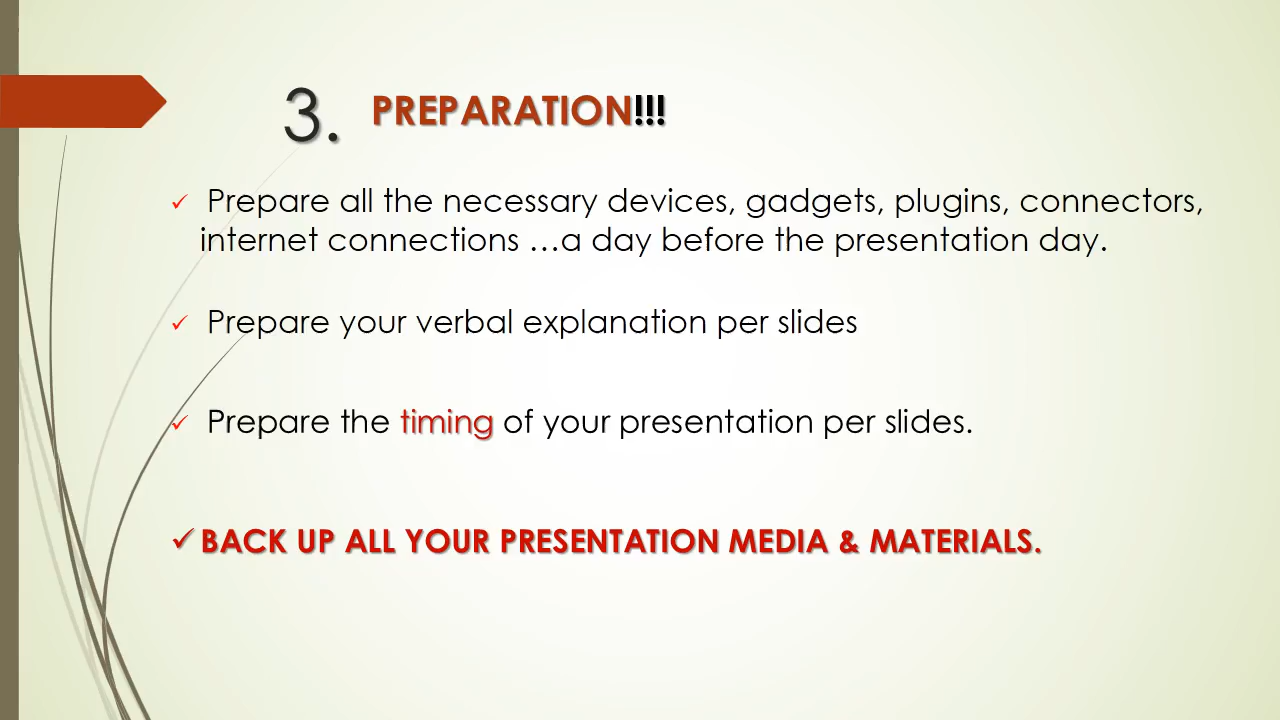 3. PREPARATION!!!
✓ Prepare all the necessary devices, gadgets, plugins, connectors,
internet connections …a day before the presentation day.
✓ Prepare your verbal explanation per slides
✓ Prepare the timing of your presentation per slides.
✓ BACK UP ALL YOUR PRESENTATION MEDIA & MATERIALS.